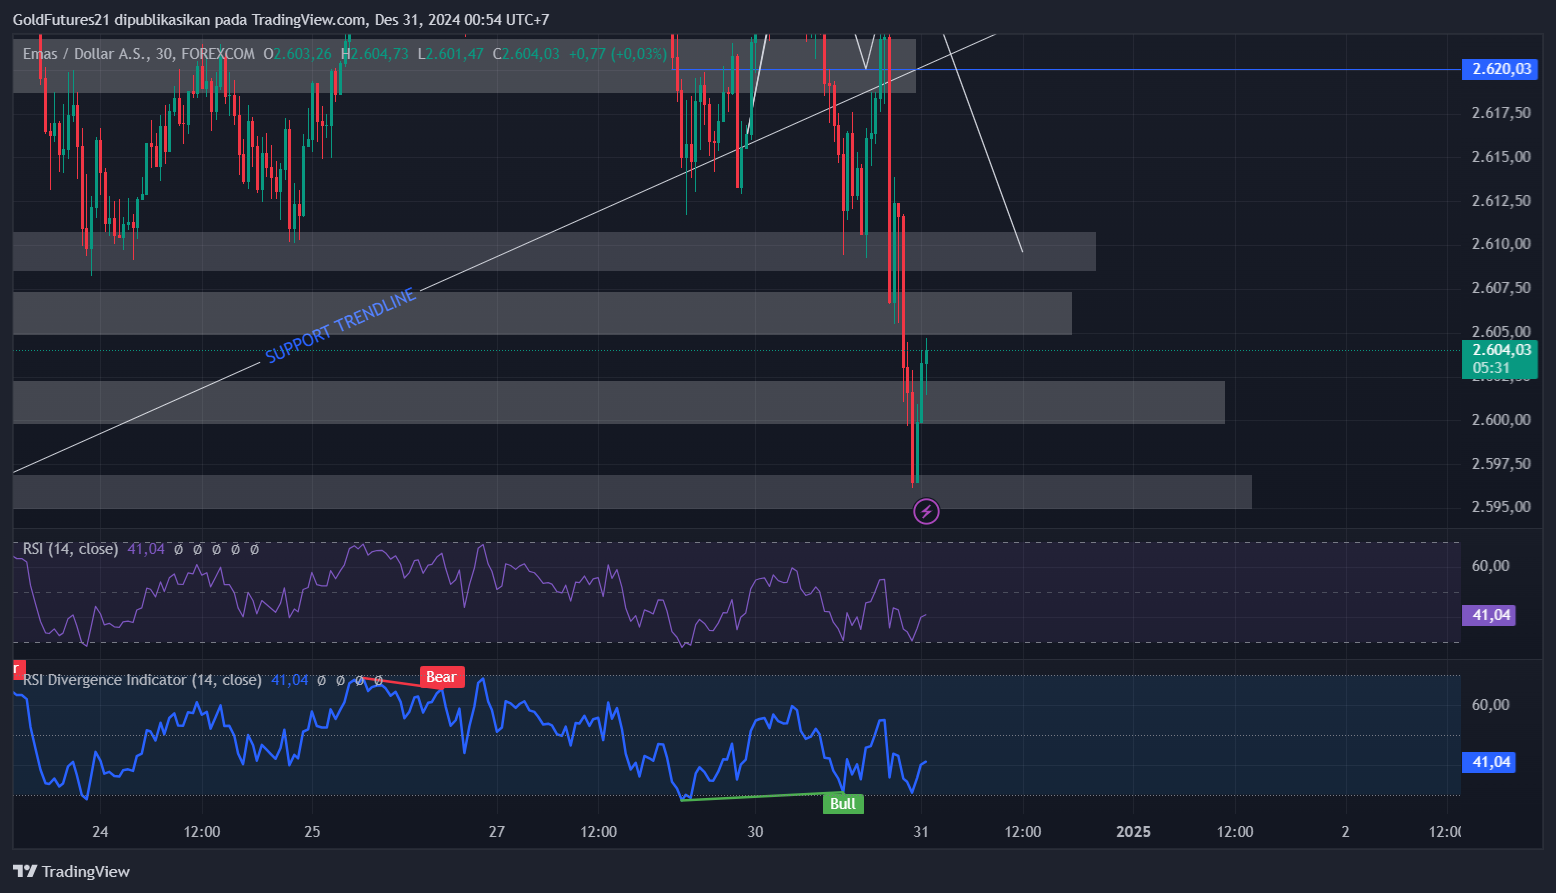 GoldFutures21 dipublikasikan pada TradingView.com, Des 31, 2024 00:54 UTC+7
Emas / Dollar A.S., 30, FOREXCOM O2.603,26 H2.604,73 L2.601,47 C2.604,03 +0,77 (+0,03%)
2.620,03
2.617,50
2.615,00
2.612,50
2.610,00
2.607,50
2.605,00
2.604,03
05:31
2.600,00
2.597,50
2.595,00
SUPPORT TRENDLINE
RSI (14, close) 41,04 ∅ ∅ ∅ ∅ ∅
60,00
41,04
r
Bear
RSI Divergence Indicator (14, close) 41,04 ∅ ∅ ∅ ∅
60,00
41,04
Bull
24 12:00 25 27 12:00 30 31 12:00 2025 12:00 2 12:0
TradingView